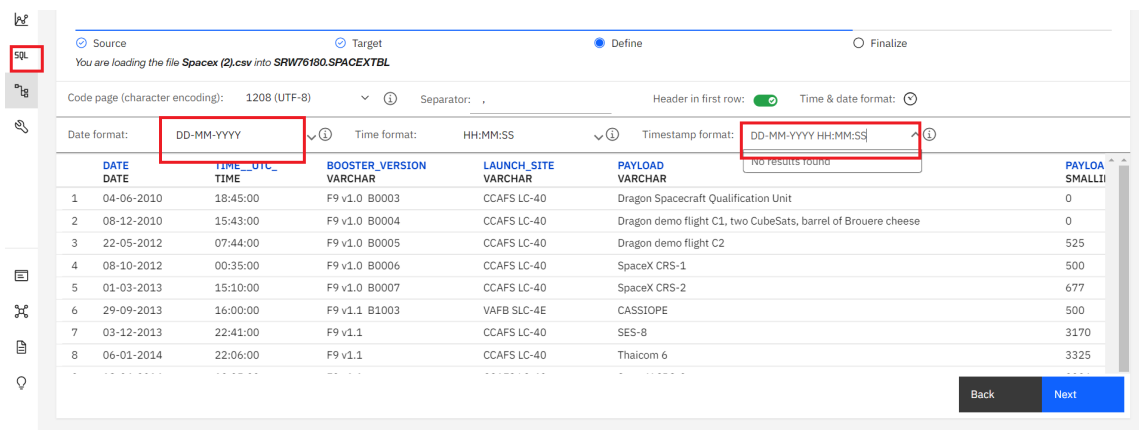 SQL
Source Target Define Finalize
You are loading the file Spacex (2).csv into SRW76180.SPACEXTBL
Code page (character encoding): 1208 (UTF-8) Separator: , Header in first row: Time & date format:
Date format: DD-MM-YYYY Time format: HH:MM:SS Timestamp format: DD-MM-YYYY HH:MM:SS
No results found
DATE TIME__UTC_ BOOSTER_VERSION LAUNCH_SITE PAYLOAD PAYLOA
DATE TIME VARCHAR VARCHAR VARCHAR SMALLI
1 04-06-2010 18:45:00 F9 v1.0 B0003 CCAFS LC-40 Dragon Spacecraft Qualification Unit 0
2 08-12-2010 15:43:00 F9 v1.0 B0004 CCAFS LC-40 Dragon demo flight C1, two CubeSats, barrel of Brouere cheese 0
3 22-05-2012 07:44:00 F9 v1.0 B0005 CCAFS LC-40 Dragon demo flight C2 525
4 08-10-2012 00:35:00 F9 v1.0 B0006 CCAFS LC-40 SpaceX CRS-1 500
5 01-03-2013 15:10:00 F9 v1.0 B0007 CCAFS LC-40 SpaceX CRS-2 677
6 29-09-2013 16:00:00 F9 v1.1 B1003 VAFB SLC-4E CASSIOPE 500
7 03-12-2013 22:41:00 F9 v1.1 CCAFS LC-40 SES-8 3170
8 06-01-2014 22:06:00 F9 v1.1 CCAFS LC-40 Thaicom 6 3325
Back Next